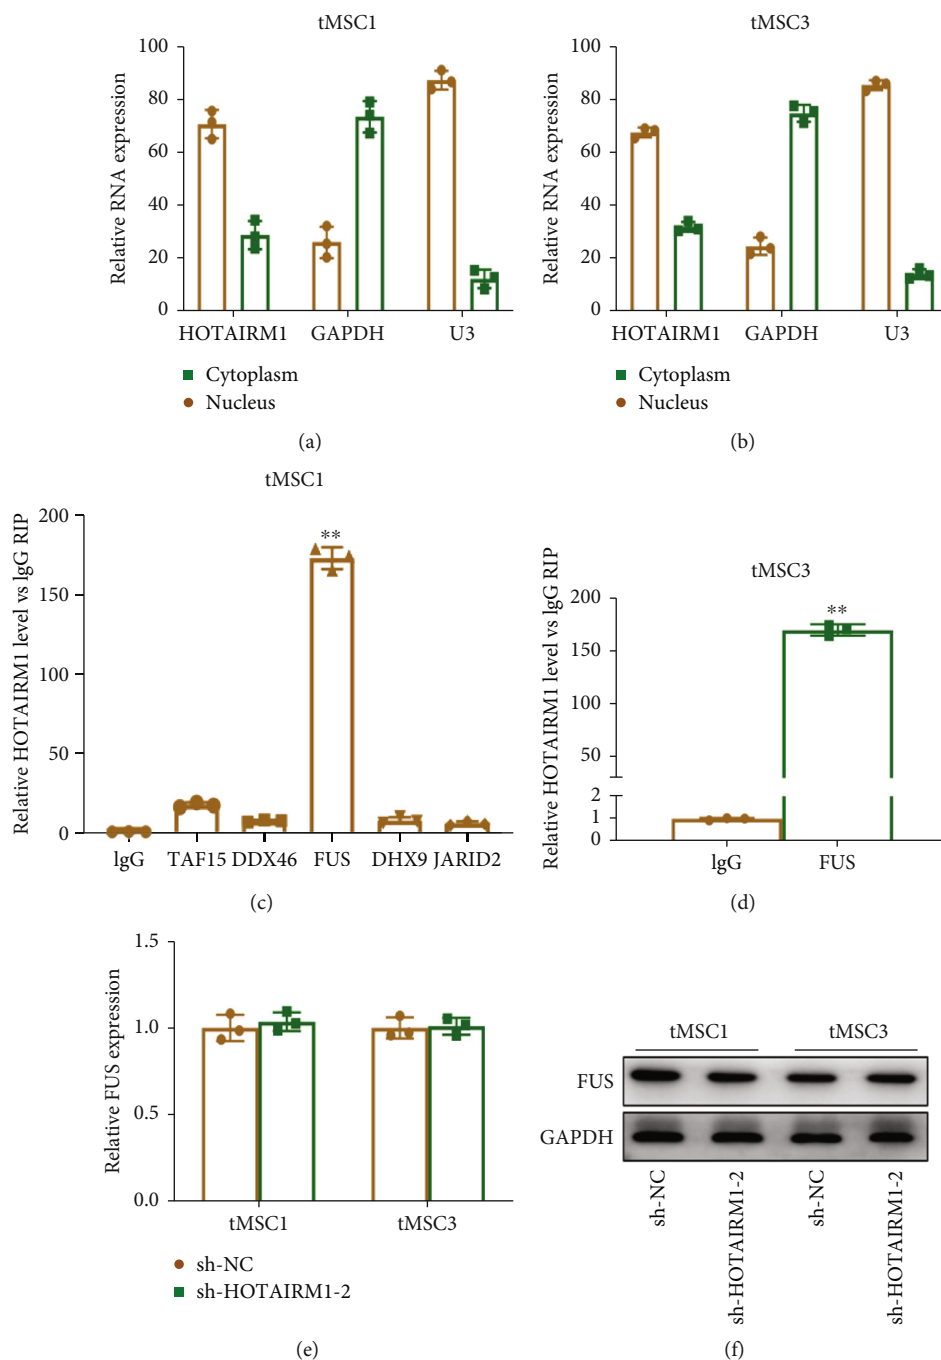 tMSC1
Relative RNA expression
100
80
60
40
20
0
HOTAIRM1 GAPDH U3
Cytoplasm
Nucleus
(a)
tMSC3
Relative RNA expression
100
80
60
40
20
0
HOTAIRM1 GAPDH U3
Cytoplasm
Nucleus
(b)
tMSC1
Relative HOTAIRM1 level vs lgG RIP
200
150
100
50
0
**
lgG TAF15 DDX46 FUS DHX9 JARID2
(c)
tMSC3
Relative HOTAIRM1 level vs lgG RIP
200
150
100
50
2
1
0
**
lgG FUS
(d)
Relative FUS expression
1.5
1.0
0.5
0.0
tMSC1 tMSC3
sh-NC
sh-HOTAIRM1-2
(e)
tMSC1 tMSC3
FUS
GAPDH
sh-NC
sh-HOTAIRM1-2
sh-NC
sh-HOTAIRM1-2
(f)